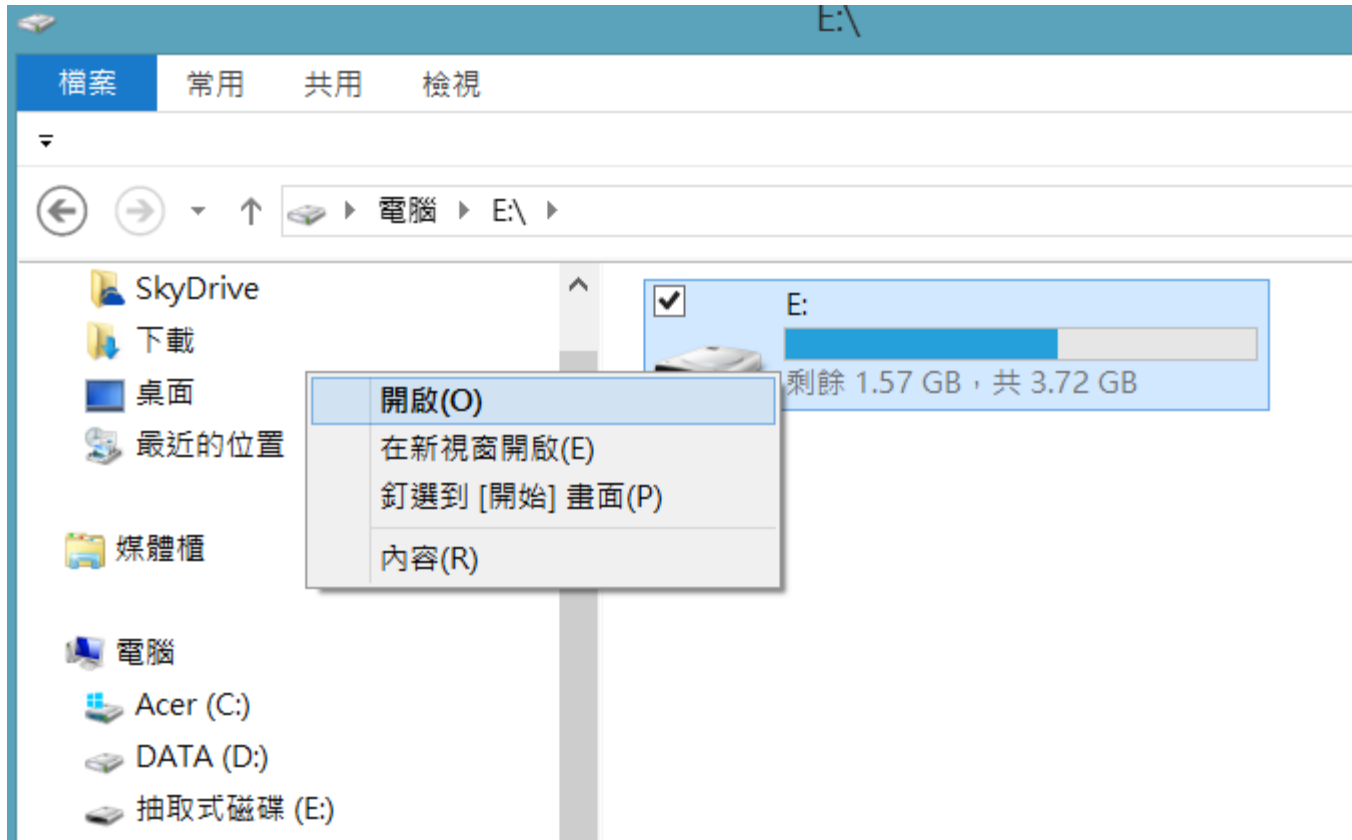 E:\
檔案 常用 共用 檢視
電腦 E:\
SkyDrive
下載
桌面
最近的位置
媒體櫃
電腦
Acer (C:)
DATA (D:)
抽取式磁碟 (E:)
E:
剩餘 1.57 GB，共 3.72 GB
開啟(O)
在新視窗開啟(E)
釘選到 [開始] 畫面(P)
內容(R)